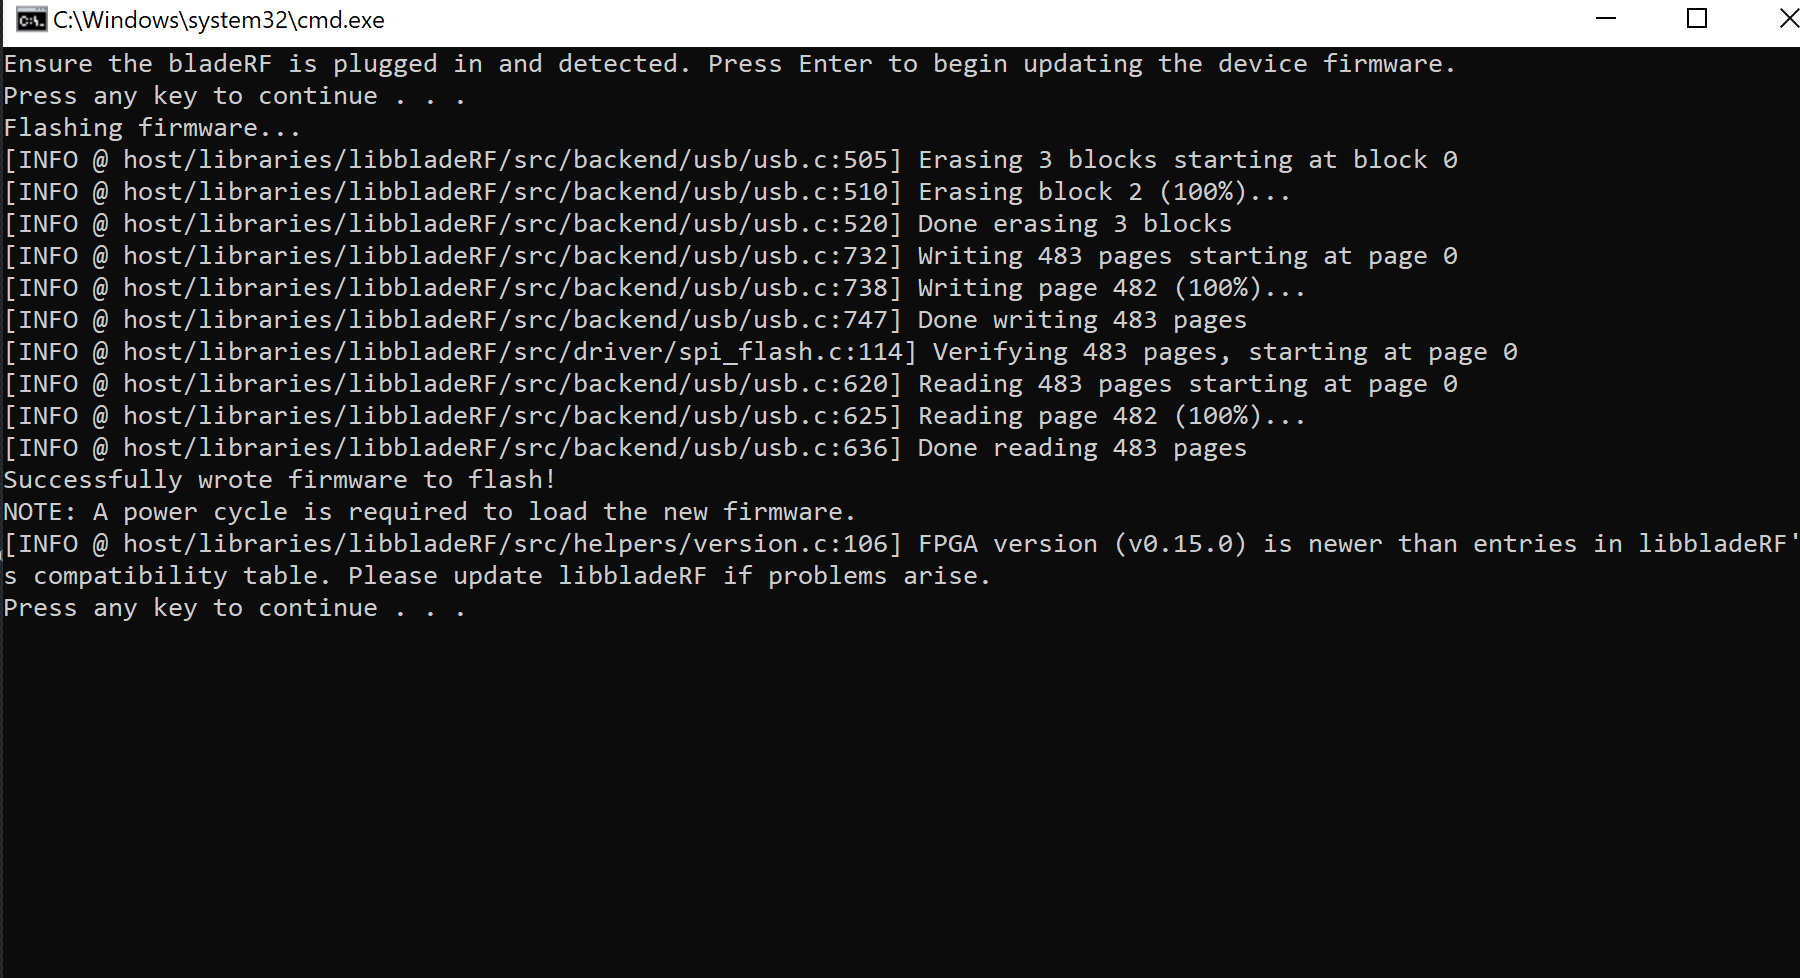 C:\Windows\system32\cmd.exe
Ensure the bladeRF is plugged in and detected. Press Enter to begin updating the device firmware.
Press any key to continue . . .
Flashing firmware...
[INFO @ host/libraries/libbladeRF/src/backend/usb/usb.c:505] Erasing 3 blocks starting at block 0
[INFO @ host/libraries/libbladeRF/src/backend/usb/usb.c:510] Erasing block 2 (100%)...
[INFO @ host/libraries/libbladeRF/src/backend/usb/usb.c:520] Done erasing 3 blocks
[INFO @ host/libraries/libbladeRF/src/backend/usb/usb.c:732] Writing 483 pages starting at page 0
[INFO @ host/libraries/libbladeRF/src/backend/usb/usb.c:738] Writing page 482 (100%)...
[INFO @ host/libraries/libbladeRF/src/backend/usb/usb.c:747] Done writing 483 pages
[INFO @ host/libraries/libbladeRF/src/driver/spi_flash.c:114] Verifying 483 pages, starting at page 0
[INFO @ host/libraries/libbladeRF/src/backend/usb/usb.c:620] Reading 483 pages starting at page 0
[INFO @ host/libraries/libbladeRF/src/backend/usb/usb.c:625] Reading page 482 (100%)...
[INFO @ host/libraries/libbladeRF/src/backend/usb/usb.c:636] Done reading 483 pages
Successfully wrote firmware to flash!
NOTE: A power cycle is required to load the new firmware.
[INFO @ host/libraries/libbladeRF/src/helpers/version.c:106] FPGA version (v0.15.0) is newer than entries in libbladeRF'
s compatibility table. Please update libbladeRF if problems arise.
Press any key to continue . . .